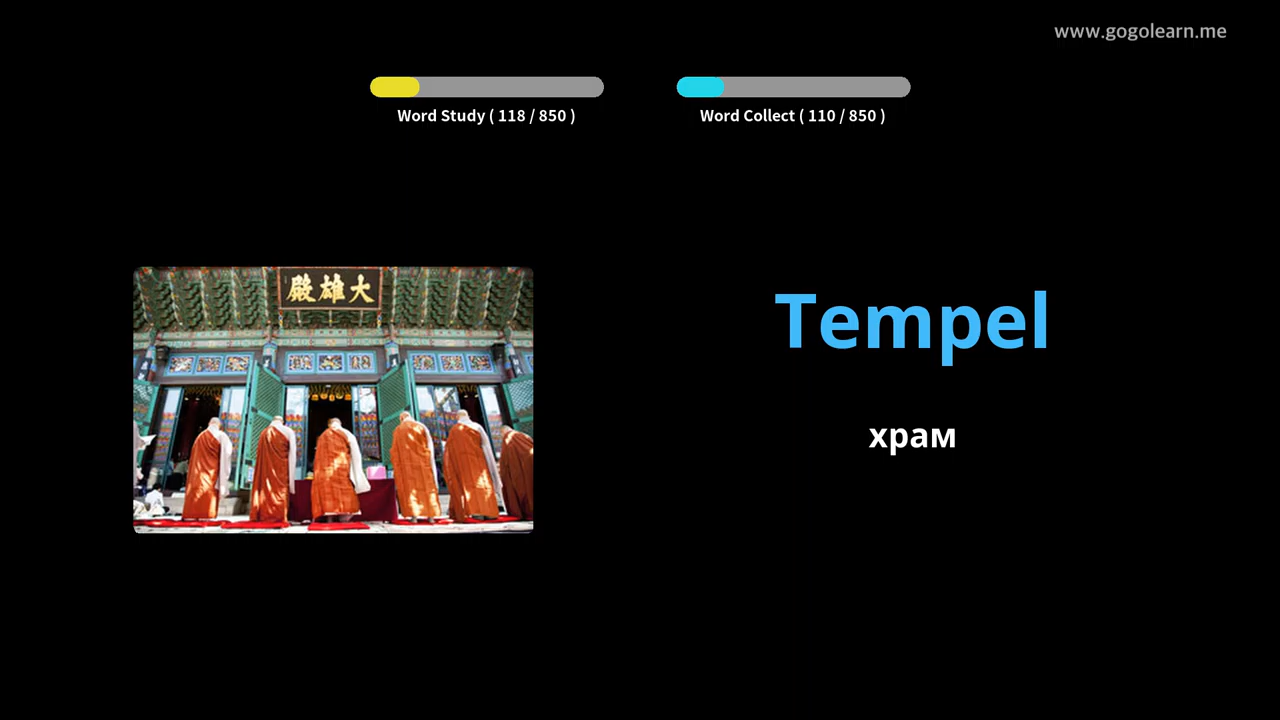 www.gogolearn.me
Word Study ( 118 / 850 )
Word Collect ( 110 / 850 )
殿雄大
Tempel
храм